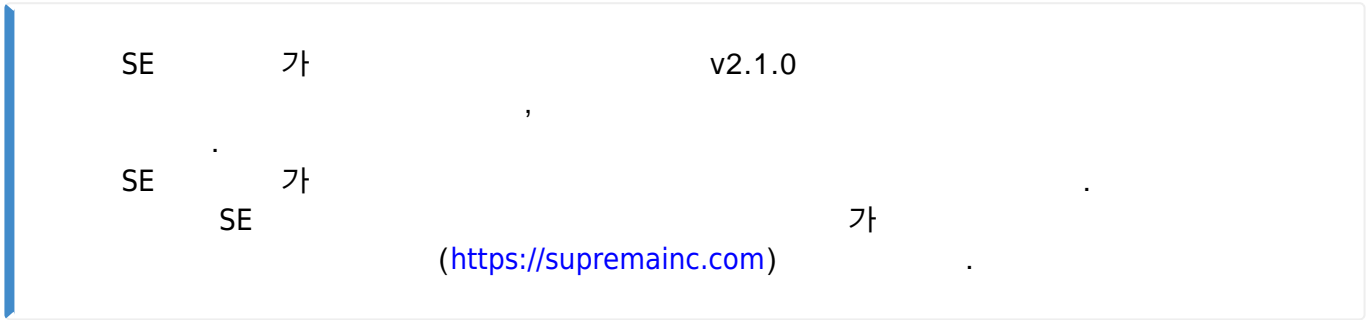 SE 가 v2.1.0
,
.
SE 가 .
SE 가
(https://supremainc.com) .